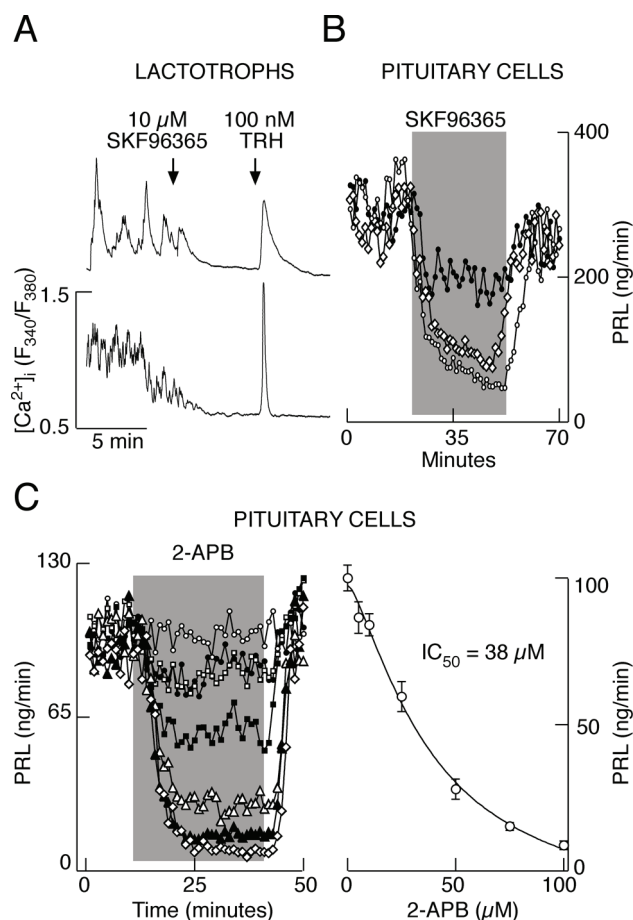 A
B
LACTOTROPHS
PITUITARY CELLS
10 µM
SKF96365
100 nM
TRH
SKF96365
400
200
0
PRL (ng/min)
0
35
70
Minutes
[Ca²⁺]ᵢ (F₃₄₀/F₃₈₀)
1.5
0.5
5 min
C
PITUITARY CELLS
2-APB
130
65
0
PRL (ng/min)
0
25
50
Time (minutes)
IC₅₀ = 38 µM
100
50
0
PRL (ng/min)
0
50
100
2-APB (µM)